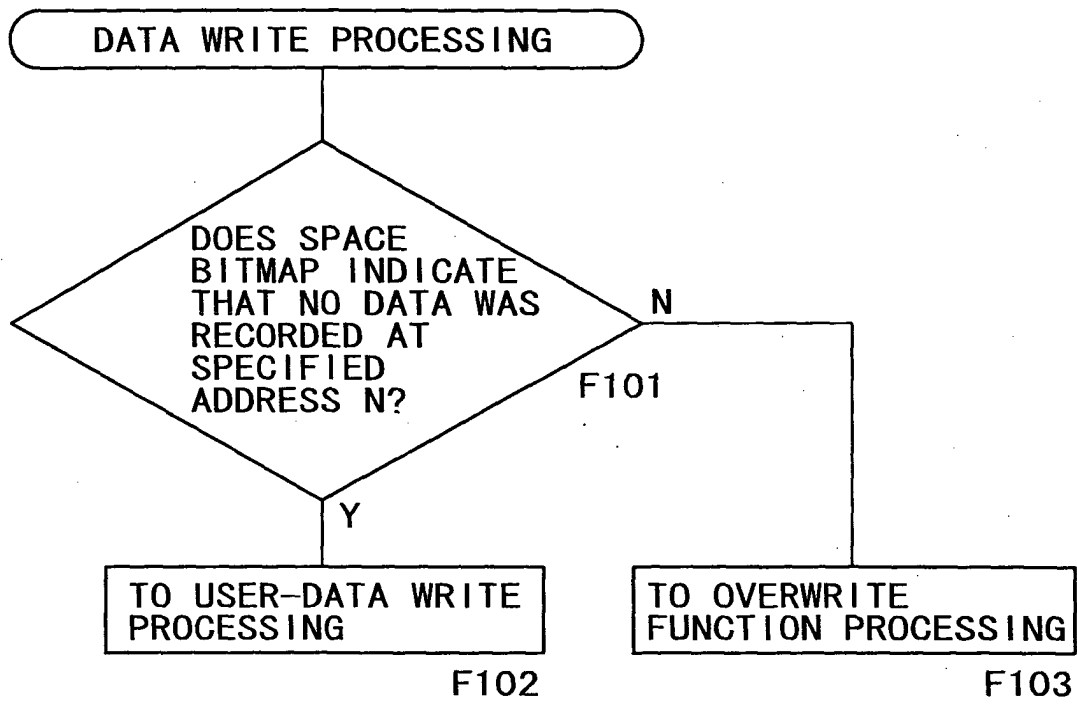 DATA WRITE PROCESSING
DOES SPACE
BITMAP INDICATE
THAT NO DATA WAS
RECORDED AT
SPECIFIED
ADDRESS N?
N
F101
Y
TO USER-DATA WRITE
PROCESSING
F102
TO OVERWRITE
FUNCTION PROCESSING
F103